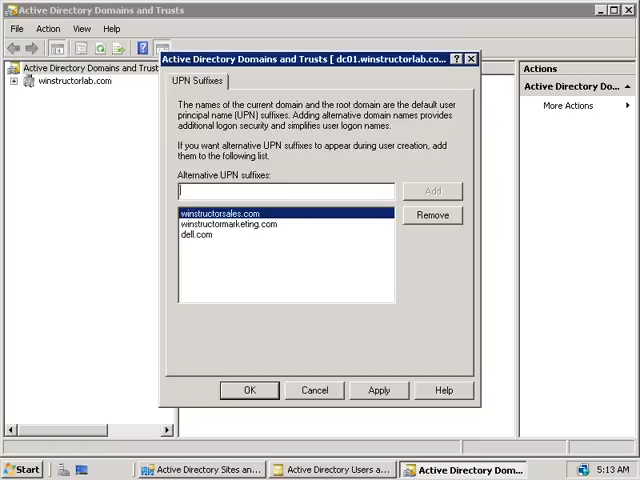 Active Directory Domains and Trusts
File Action View Help
Active Directory Domains and Trust
winstructorlab.com
Active Directory Domains and Trusts [ dc01.winstructorlab.co...
UPN Suffixes
The names of the current domain and the root domain are the default user
principal name (UPN) suffixes. Adding alternative domain names provides
additional logon security and simplifies user logon names.
If you want alternative UPN suffixes to appear during user creation, add
them to the following list.
Alternative UPN suffixes:
Add
winstructorsales.com
winstructormarketing.com
dell.com
Remove
OK Cancel Apply Help
Actions
Active Directory Do...
More Actions
Start
Active Directory Sites an...
Active Directory Users a...
Active Directory Dom...
5:13 AM